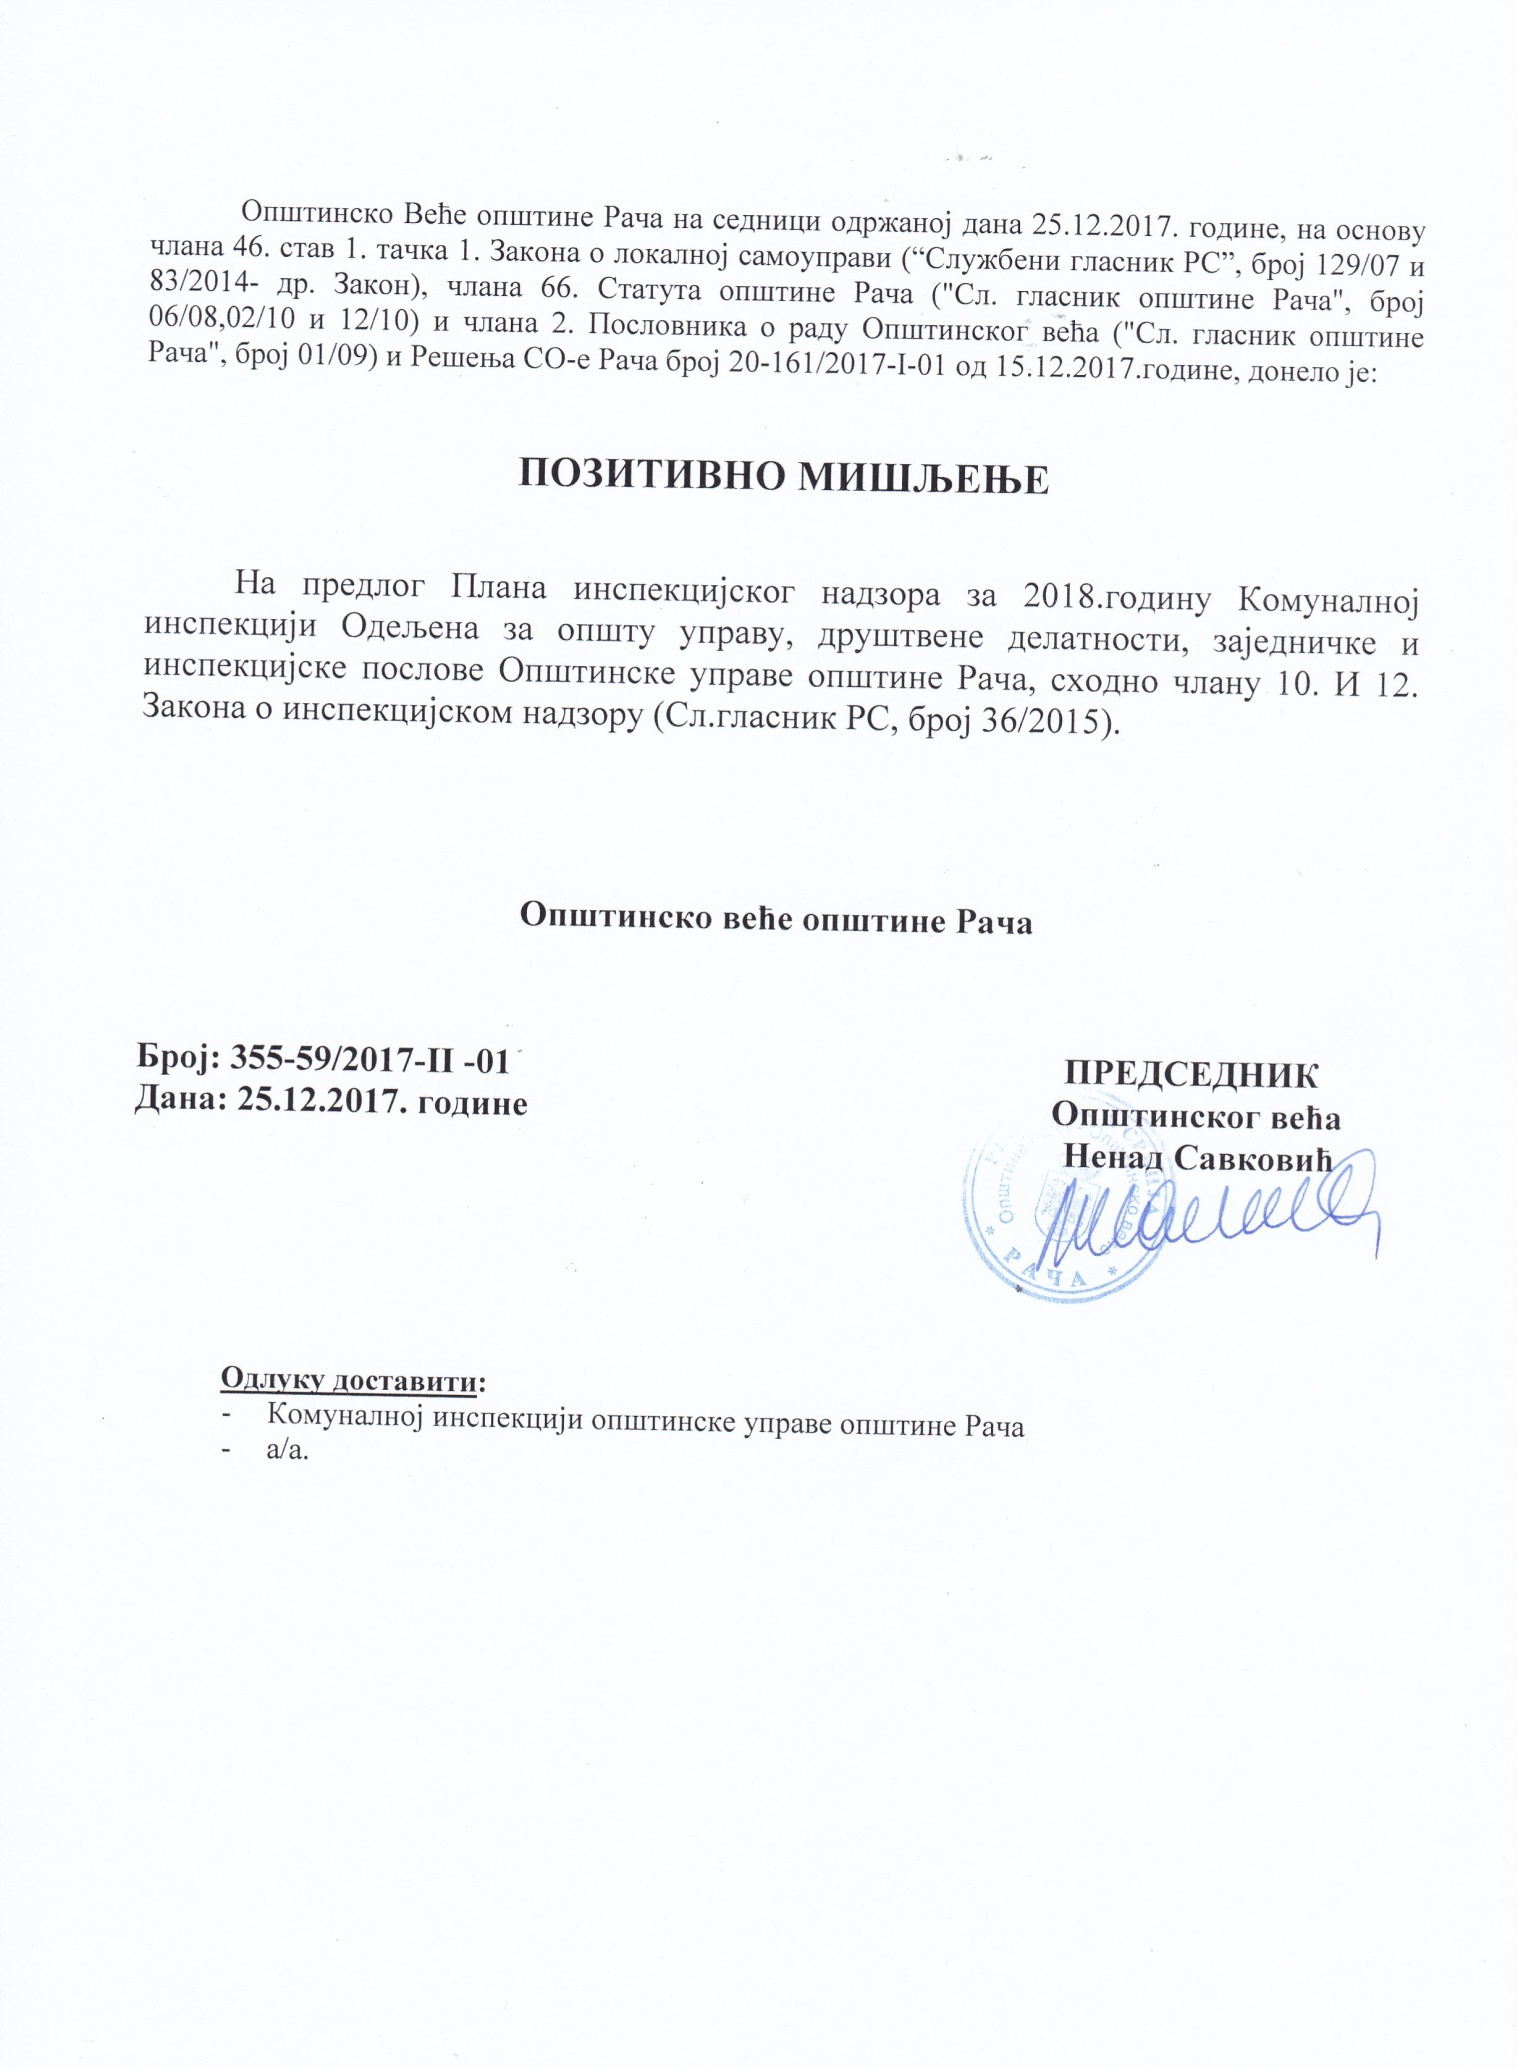 Општинско Веће општине Рача на седници одржаној дана 25.12.2017. године, на основу
члана 46. став 1. тачка 1. Закона о локалној самоуправи (“Службени гласник РС”, број 129/07 и
83/2014- др. Закон), члана 66. Статута општине Рача ("Сл. гласник општине Рача", број
06/08,02/10 и 12/10) и члана 2. Пословника о раду Општинског већа ("Сл. гласник општине
Рача", број 01/09) и Решења СО-е Рача број 20-161/2017-I-01 од 15.12.2017.године, донело је:
ПОЗИТИВНО МИШЉЕЊЕ
На предлог Плана инспекцијског надзора за 2018.годину Комуналној
инспекцији Одељена за општу управу, друштвене делатности, заједничке и
инспекцијске послове Општинске управе општине Рача, сходно члану 10. И 12.
Закона о инспекцијском надзору (Сл.гласник РС, број 36/2015).
Општинско веће општине Рача
Број: 355-59/2017-II -01
Дана: 25.12.2017. године
ПРЕДСЕДНИК
Општинског већа
Ненад Савковић
* РАЧА *
Одлуку доставити:
- Комуналној инспекцији општинске управе општине Рача
- а/а.